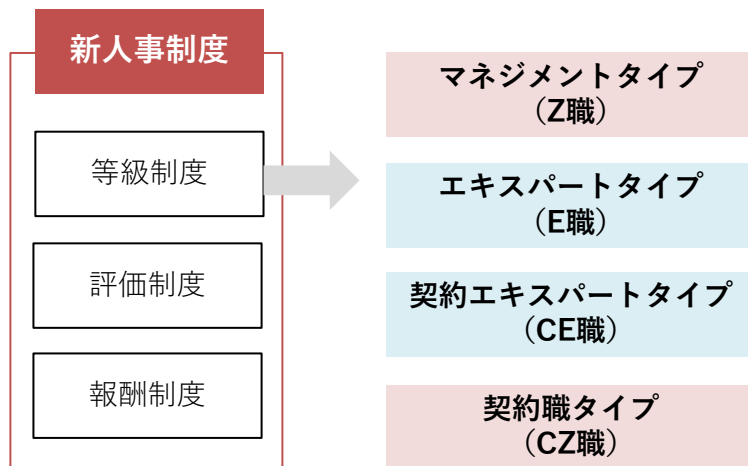 新人事制度
等級制度
評価制度
報酬制度
マネジメントタイプ
（Z職）
エキスパートタイプ
（E職）
契約エキスパートタイプ
（CE職）
契約職タイプ
（CZ職）